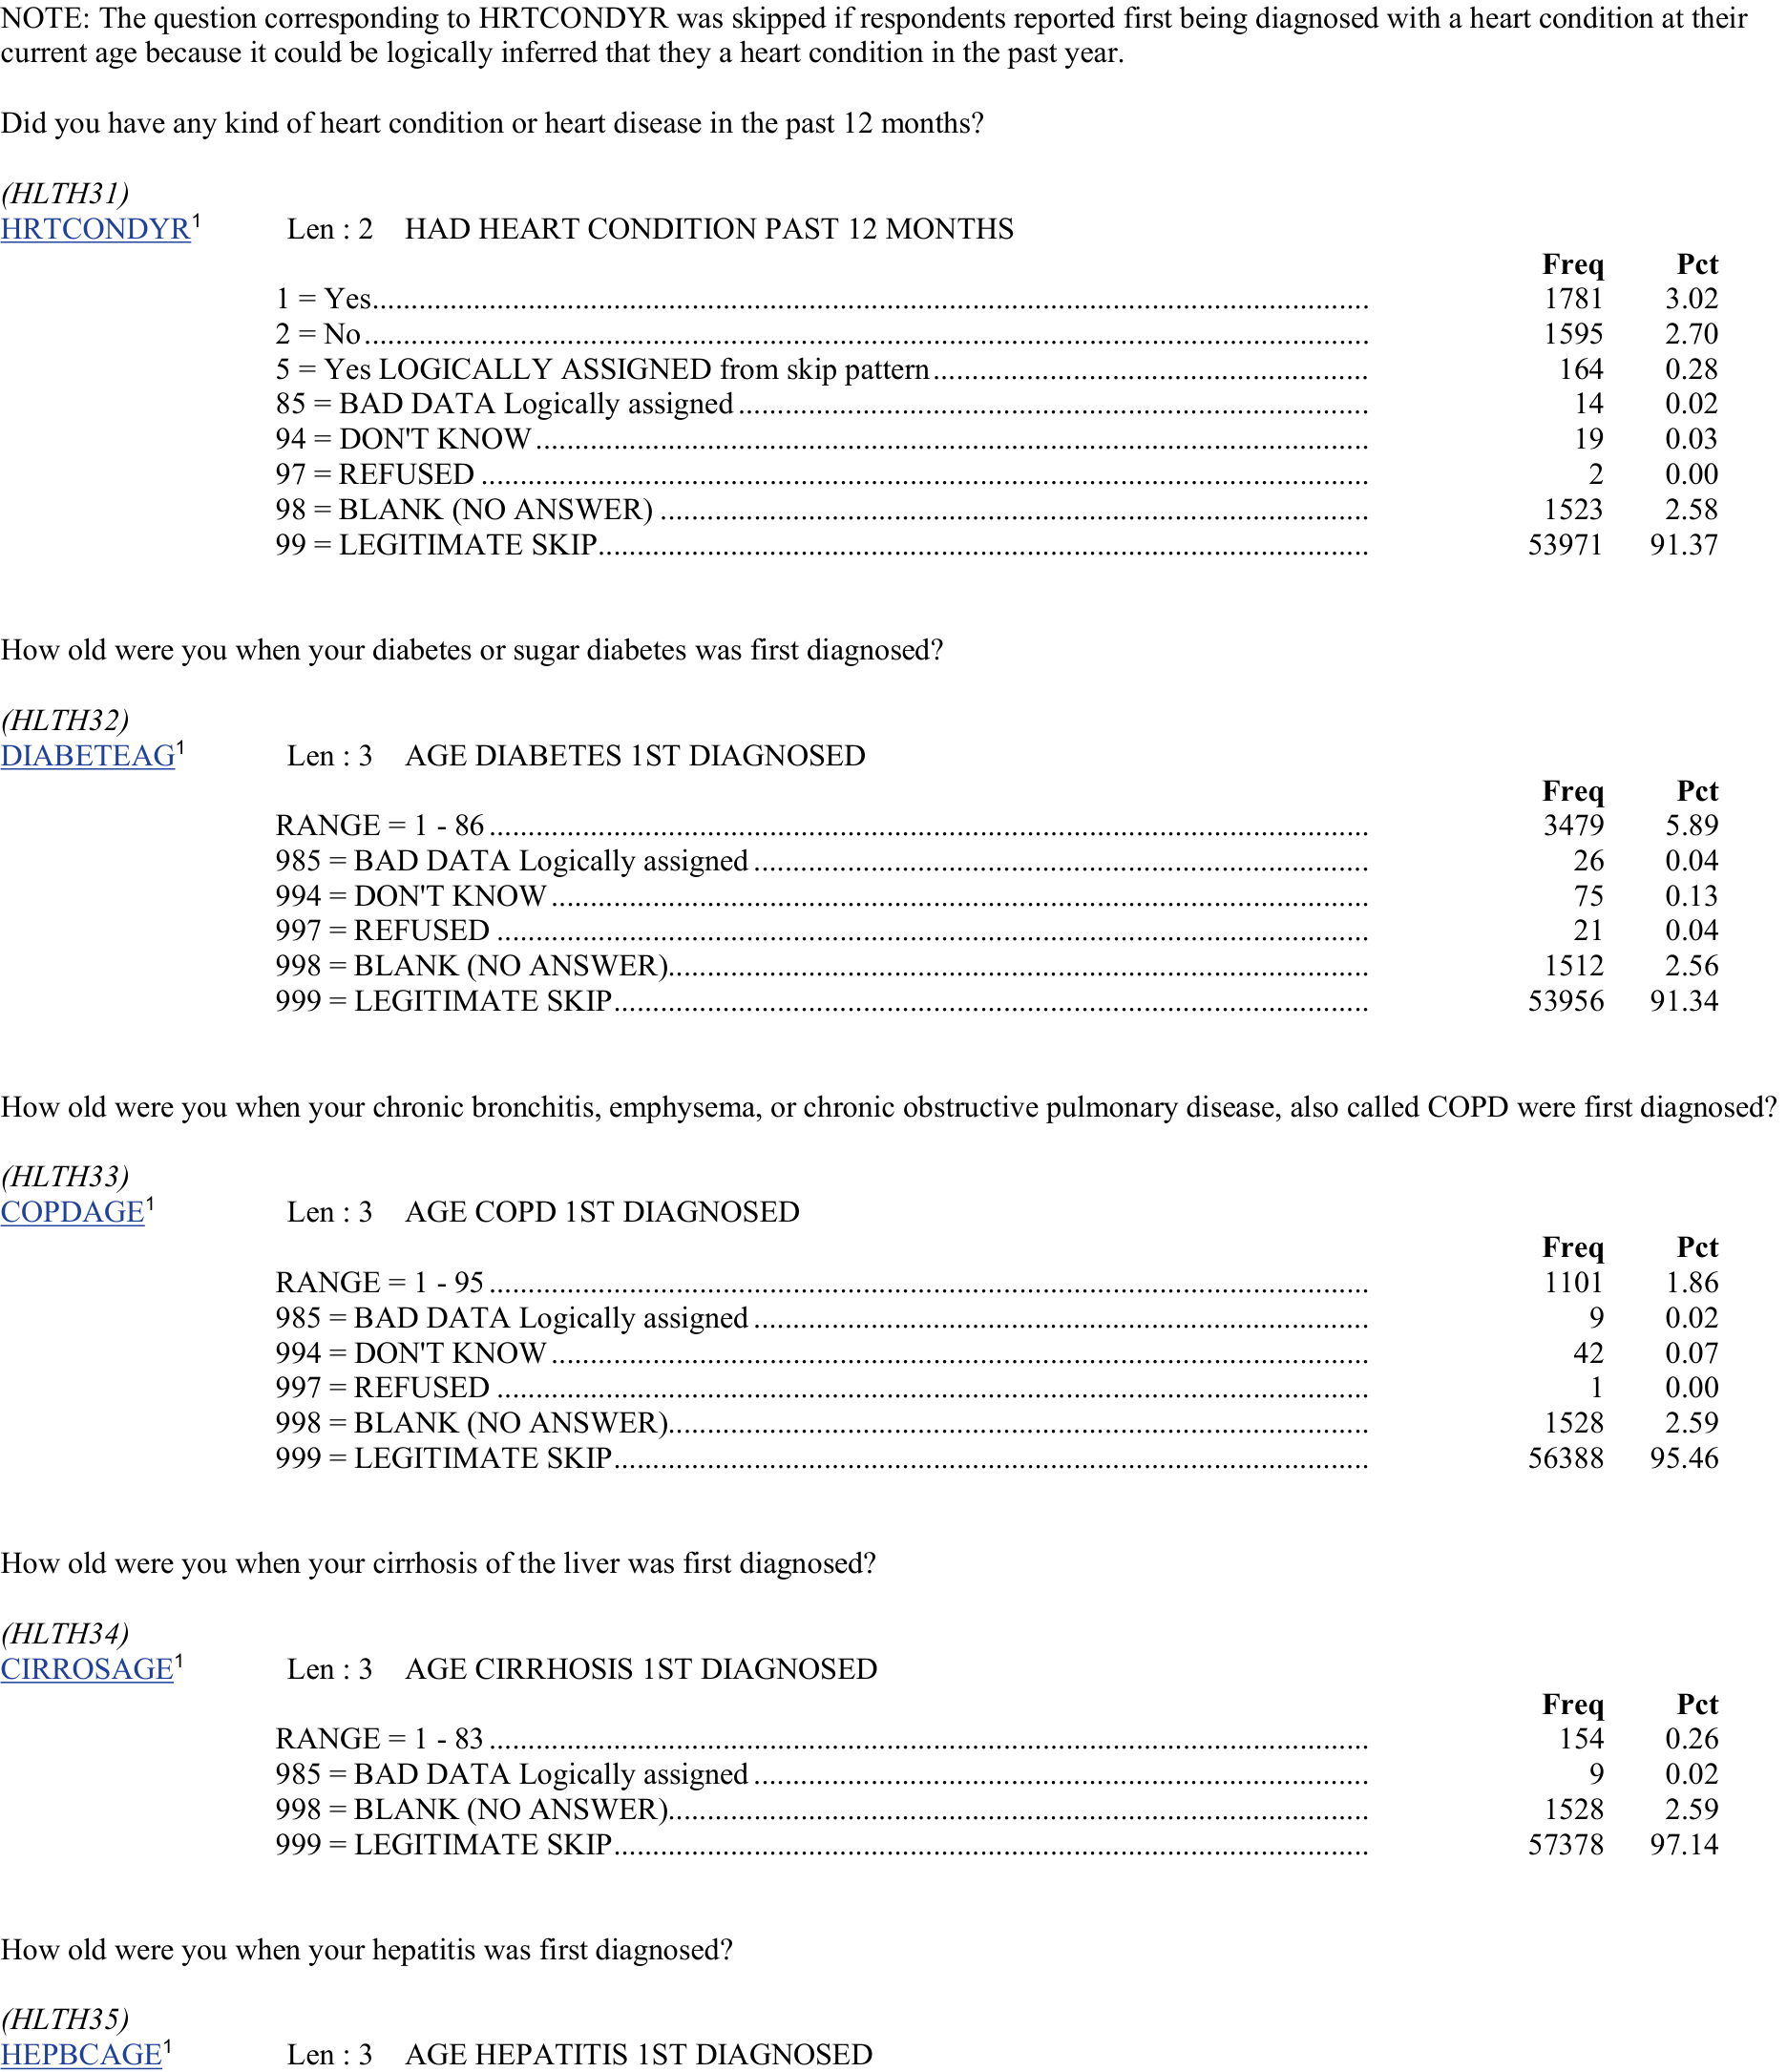 NOTE: The question corresponding to HRTCONDYR was skipped if respondents reported first being diagnosed with a heart condition at their
current age because it could be logically inferred that they a heart condition in the past year.
Did you have any kind of heart condition or heart disease in the past 12 months?
(HLTH31)
HRTCONDYR¹ Len : 2 HAD HEART CONDITION PAST 12 MONTHS
Freq Pct
1 = Yes 1781 3.02
2 = No 1595 2.70
5 = Yes LOGICALLY ASSIGNED from skip pattern 164 0.28
85 = BAD DATA Logically assigned 14 0.02
94 = DON'T KNOW 19 0.03
97 = REFUSED 2 0.00
98 = BLANK (NO ANSWER) 1523 2.58
99 = LEGITIMATE SKIP 53971 91.37
How old were you when your diabetes or sugar diabetes was first diagnosed?
(HLTH32)
DIABETEAG¹ Len : 3 AGE DIABETES 1ST DIAGNOSED
Freq Pct
RANGE = 1 - 86 3479 5.89
985 = BAD DATA Logically assigned 26 0.04
994 = DON'T KNOW 75 0.13
997 = REFUSED 21 0.04
998 = BLANK (NO ANSWER) 1512 2.56
999 = LEGITIMATE SKIP 53956 91.34
How old were you when your chronic bronchitis, emphysema, or chronic obstructive pulmonary disease, also called COPD were first diagnosed?
(HLTH33)
COPDAGE¹ Len : 3 AGE COPD 1ST DIAGNOSED
Freq Pct
RANGE = 1 - 95 1101 1.86
985 = BAD DATA Logically assigned 9 0.02
994 = DON'T KNOW 42 0.07
997 = REFUSED 1 0.00
998 = BLANK (NO ANSWER) 1528 2.59
999 = LEGITIMATE SKIP 56388 95.46
How old were you when your cirrhosis of the liver was first diagnosed?
(HLTH34)
CIRROSAGE¹ Len : 3 AGE CIRRHOSIS 1ST DIAGNOSED
Freq Pct
RANGE = 1 - 83 154 0.26
985 = BAD DATA Logically assigned 9 0.02
998 = BLANK (NO ANSWER) 1528 2.59
999 = LEGITIMATE SKIP 57378 97.14
How old were you when your hepatitis was first diagnosed?
(HLTH35)
HEPBCAGE¹ Len : 3 AGE HEPATITIS 1ST DIAGNOSED